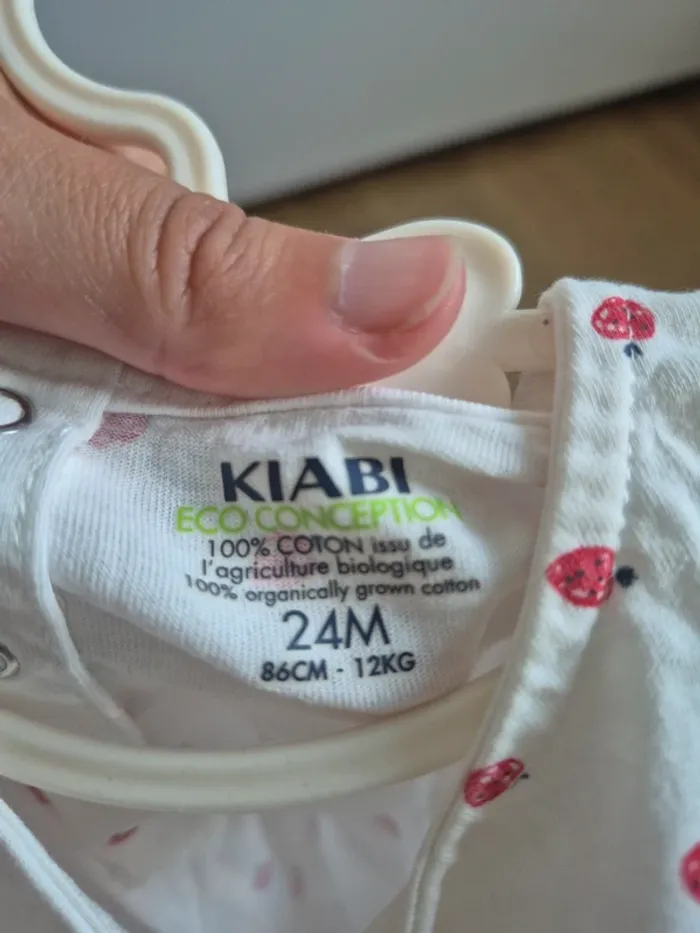 KIABI
ECO CONCEPTION
100% COTON issu de
l'agriculture biologique
100% organically grown cotton
24M
86CM - 12KG